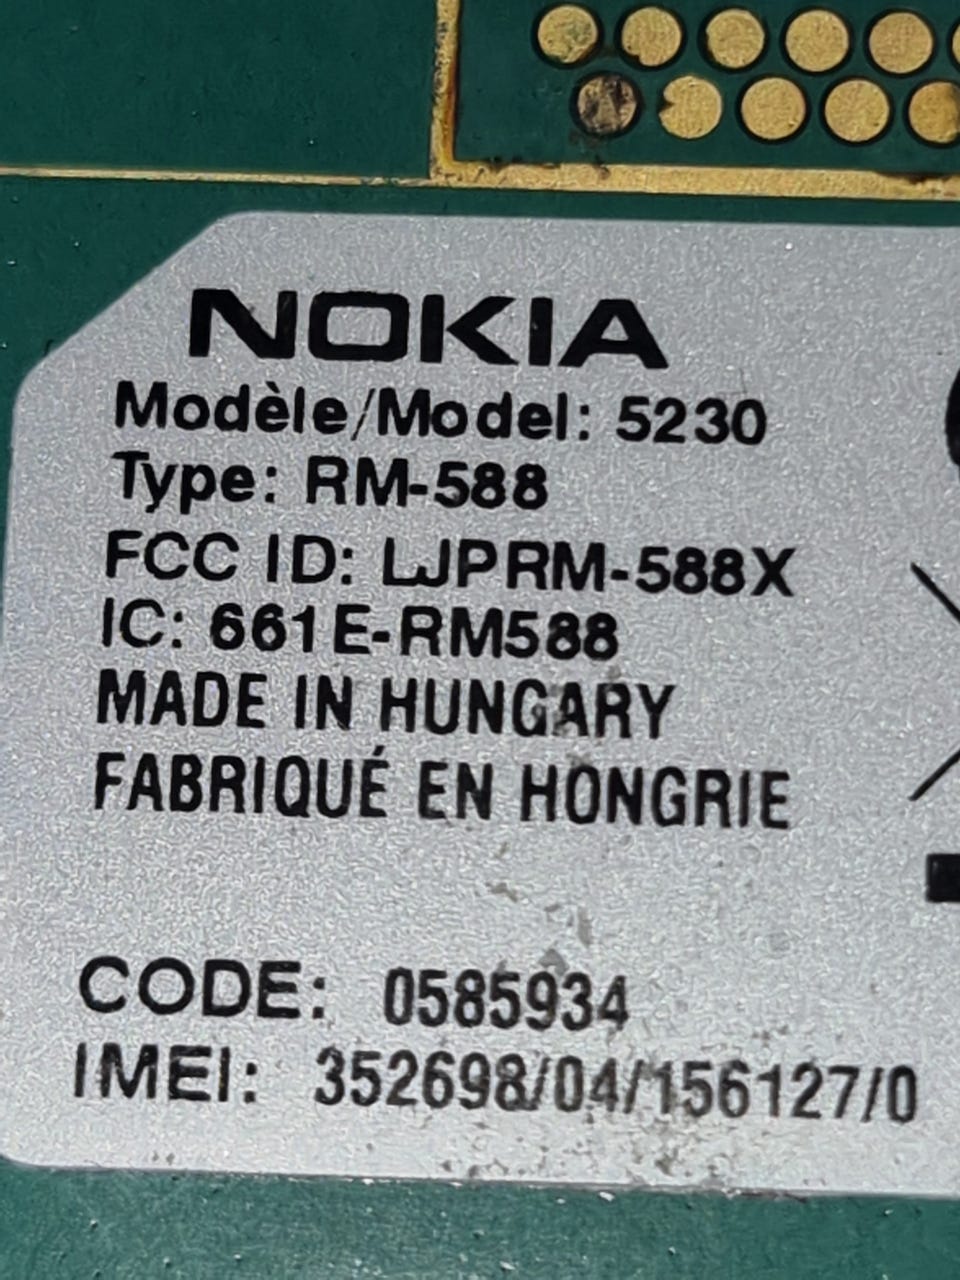 NOKIA
Modèle/Model: 5230
Type: RM-588
FCC ID: LJPRM-588X
IC: 661E-RM588
MADE IN HUNGARY
FABRIQUÉ EN HONGRIE
CODE: 0585934
IMEI: 352698/04/156127/0